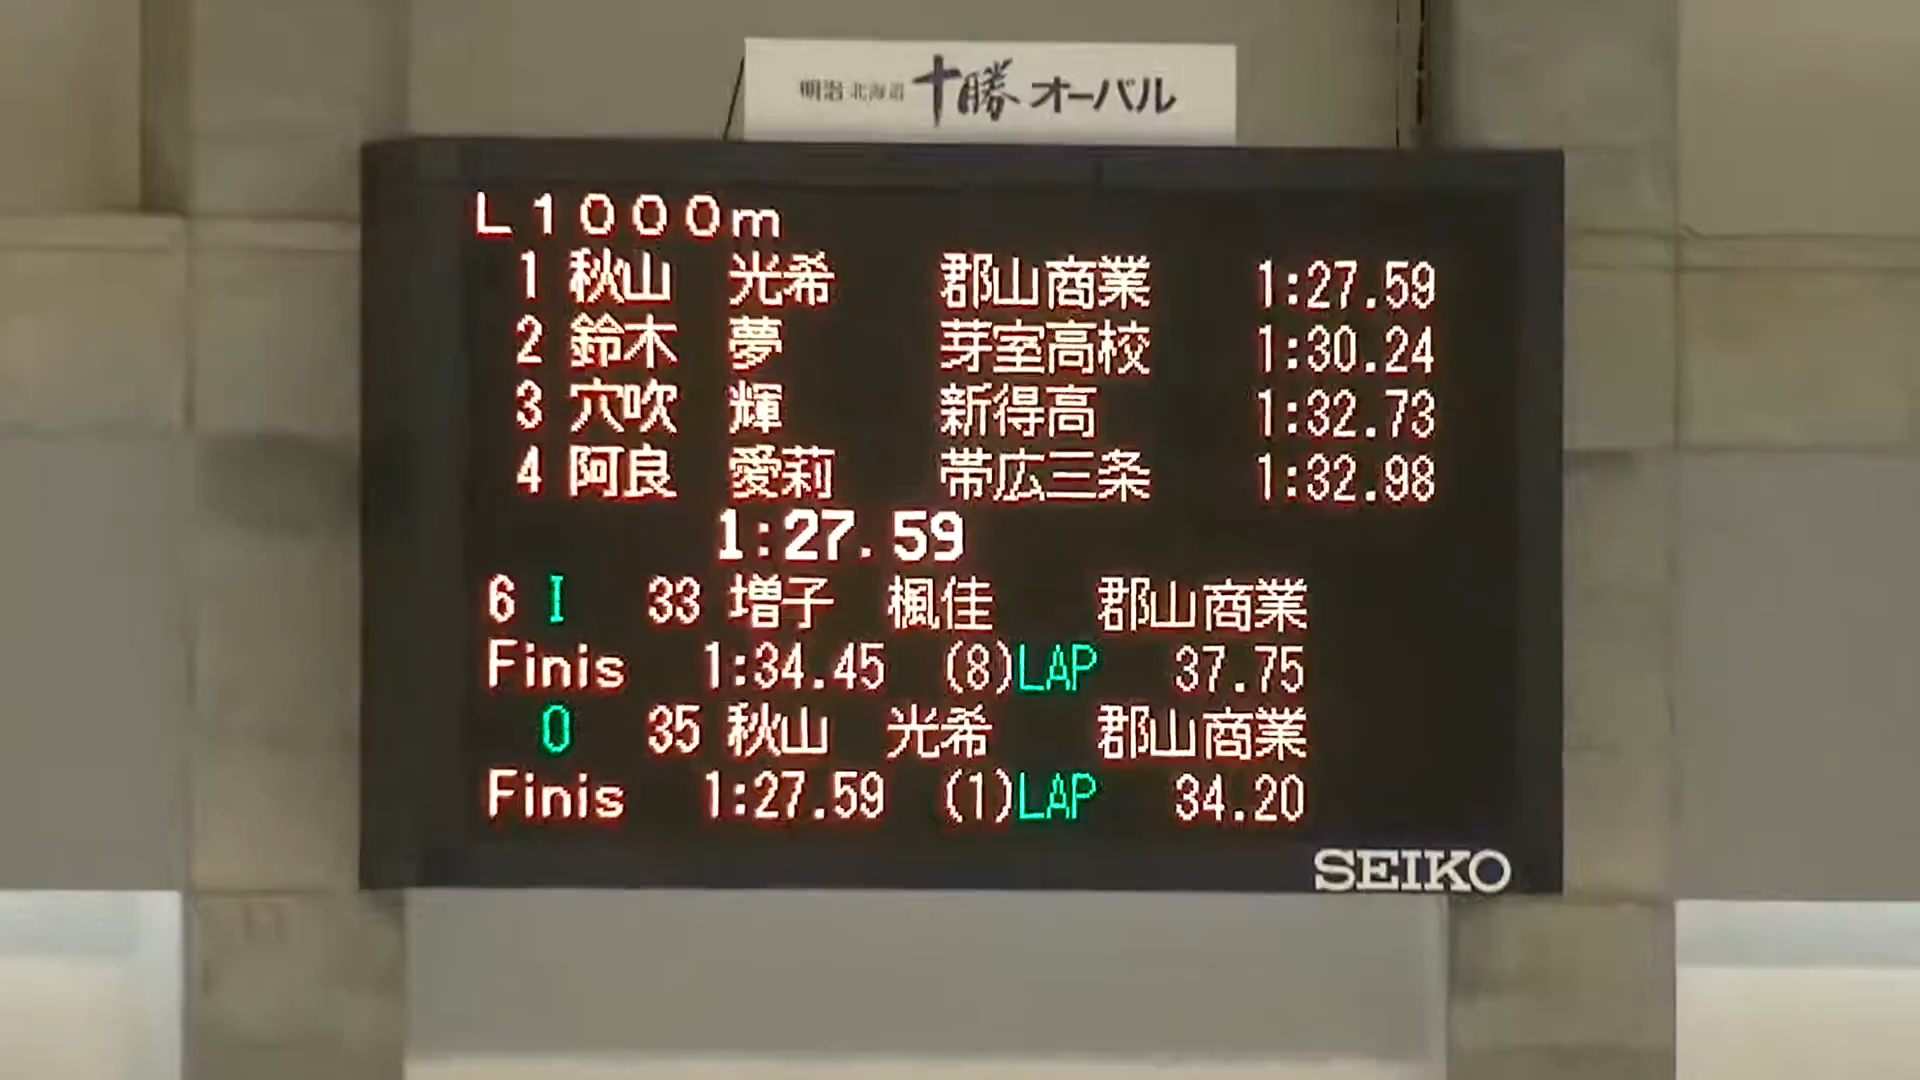 明治 北海道 十勝オーバル
L1000m
1 秋山 光希 郡山商業 1:27.59
2 鈴木 夢 芽室高校 1:30.24
3 穴吹 輝 新得高 1:32.73
4 阿良 愛莉 帯広三条 1:32.98
1:27.59
6 I 33 増子 楓佳 郡山商業
Finis 1:34.45 (8)LAP 37.75
O 35 秋山 光希 郡山商業
Finis 1:27.59 (1)LAP 34.20
SEIKO